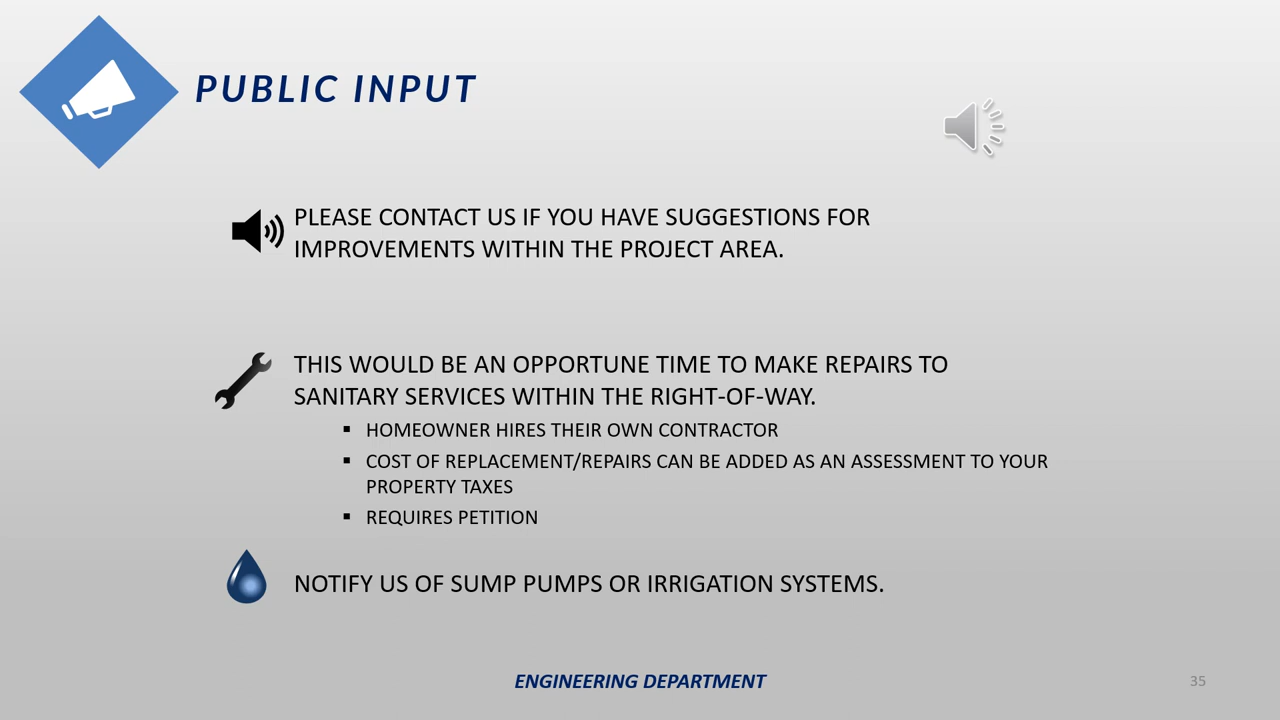 PUBLIC INPUT
PLEASE CONTACT US IF YOU HAVE SUGGESTIONS FOR
IMPROVEMENTS WITHIN THE PROJECT AREA.
THIS WOULD BE AN OPPORTUNE TIME TO MAKE REPAIRS TO
SANITARY SERVICES WITHIN THE RIGHT-OF-WAY.
▪ HOMEOWNER HIRES THEIR OWN CONTRACTOR
▪ COST OF REPLACEMENT/REPAIRS CAN BE ADDED AS AN ASSESSMENT TO YOUR
PROPERTY TAXES
▪ REQUIRES PETITION
NOTIFY US OF SUMP PUMPS OR IRRIGATION SYSTEMS.
ENGINEERING DEPARTMENT
35